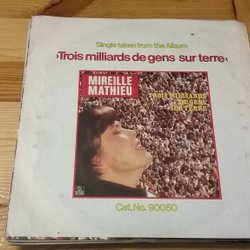 Single taken from the Album
›Trois milliards de gens sur terre‹
MIREILLE
MATHIEU
TROIS MILLIARDS
DE GENS
SUR TERRE
Cat. No. 90050